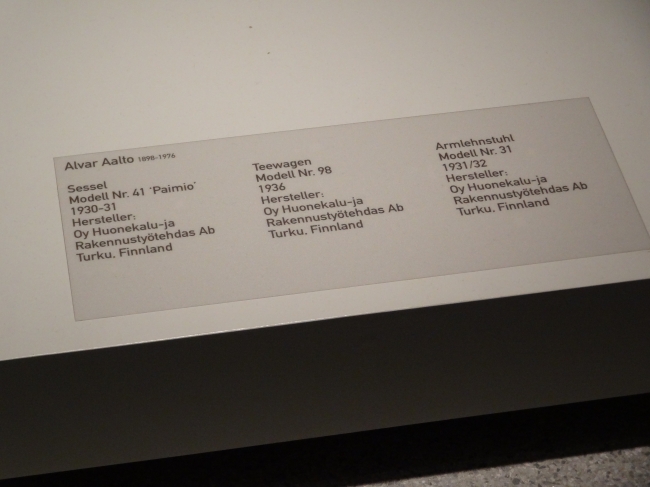 Alvar Aalto 1898-1976
Sessel
Modell Nr. 41 'Paimio'
1930-31
Hersteller:
Oy Huonekalu-ja
Rakennustyötehdas Ab
Turku, Finnland
Teewagen
Modell Nr. 98
1936
Hersteller:
Oy Huonekalu-ja
Rakennustyötehdas Ab
Turku, Finnland
Armlehnstuhl
Modell Nr. 31
1931/32
Hersteller:
Oy Huonekalu-ja
Rakennustyötehdas Ab
Turku, Finnland